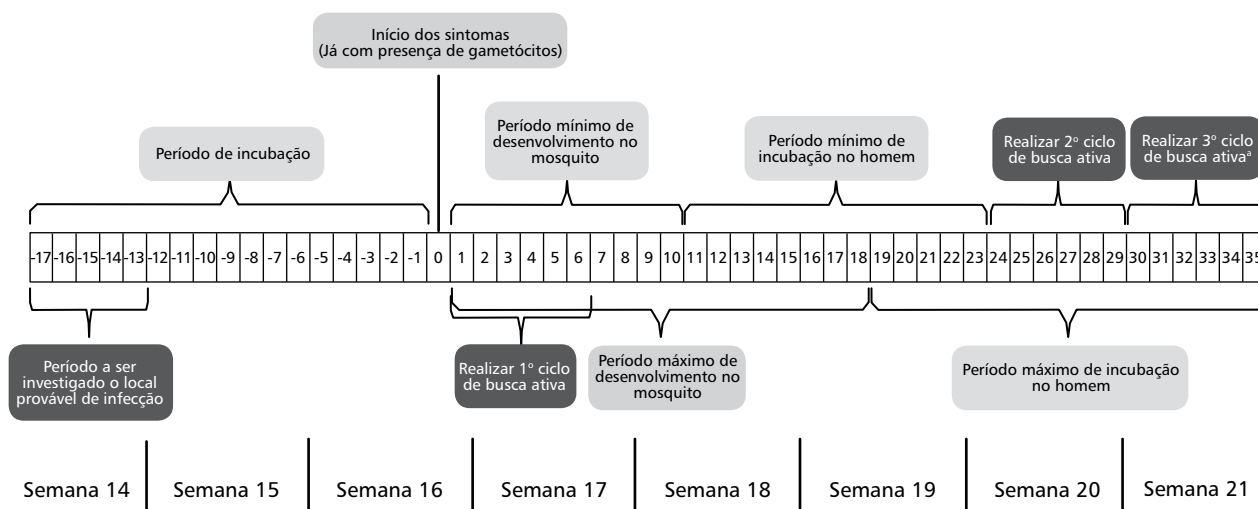 Início dos sintomas
(Já com presença de gametócitos)
Período de incubação
Período mínimo de
desenvolvimento no
mosquito
Período mínimo de
incubação no homem
Realizar 2º ciclo
de busca ativa
Realizar 3º ciclo
de busca ativaª
-17 -16 -15 -14 -13 -12 -11 -10 -9 -8 -7 -6 -5 -4 -3 -2 -1 0 1 2 3 4 5 6 7 8 9 10 11 12 13 14 15 16 17 18 19 20 21 22 23 24 25 26 27 28 29 30 31 32 33 34 35
Período a ser
investigado o local
provável de infecção
Realizar 1º ciclo
de busca ativa
Período máximo de
desenvolvimento no
mosquito
Período máximo de incubação
no homem
Semana 14 Semana 15 Semana 16 Semana 17 Semana 18 Semana 19 Semana 20 Semana 21